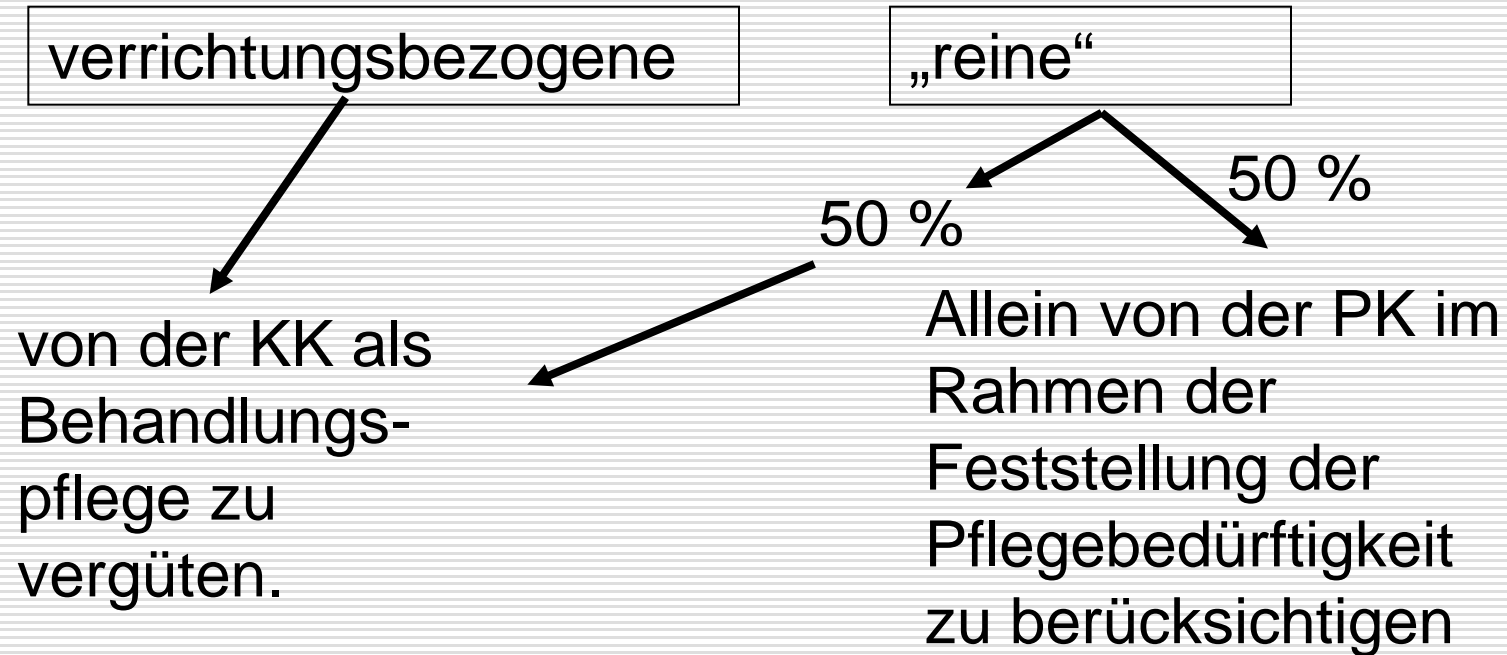 verrichtungsbezogene
„reine“
50 %
50 %
von der KK als
Behandlungs-
pflege zu
vergüten.
Allein von der PK im
Rahmen der
Feststellung der
Pflegebedürftigkeit
zu berücksichtigen